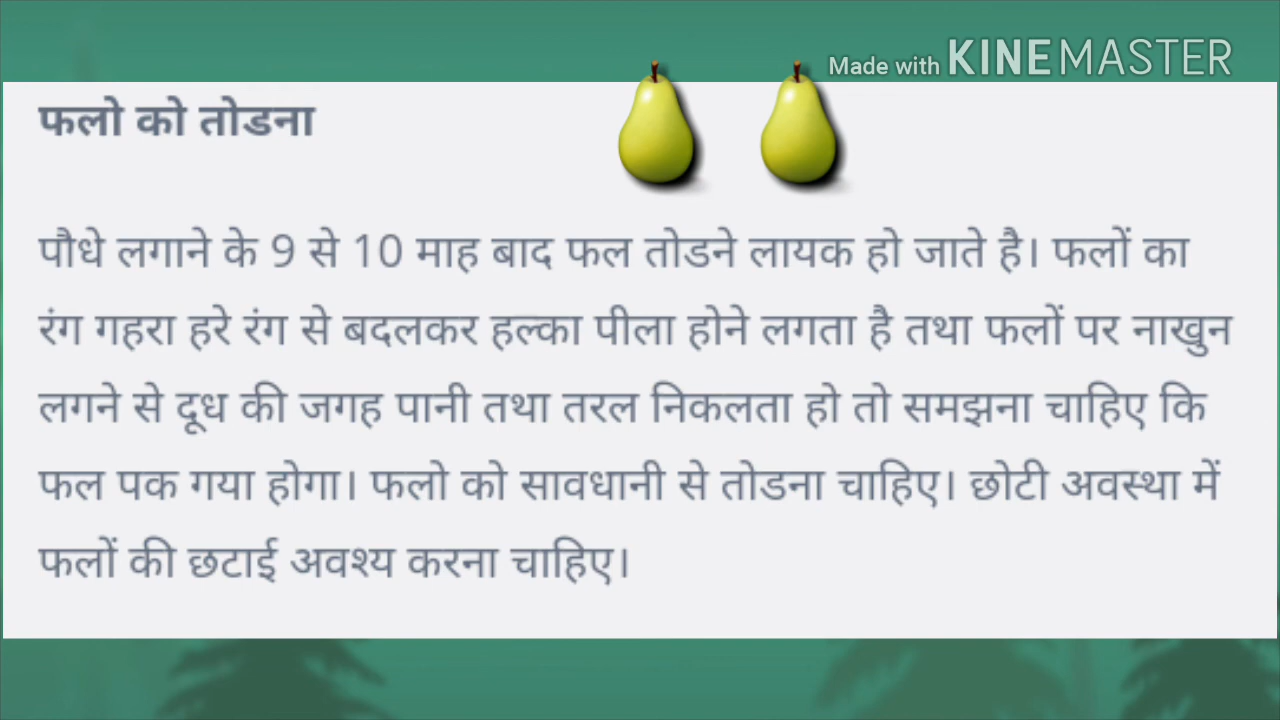 Made with KINEMASTER
फलो को तोडना
पौधे लगाने के 9 से 10 माह बाद फल तोडने लायक हो जाते है। फलों का
रंग गहरा हरे रंग से बदलकर हल्का पीला होने लगता है तथा फलों पर नाखुन
लगने से दूध की जगह पानी तथा तरल निकलता हो तो समझना चाहिए कि
फल पक गया होगा। फलो को सावधानी से तोडना चाहिए। छोटी अवस्था में
फलों की छटाई अवश्य करना चाहिए।